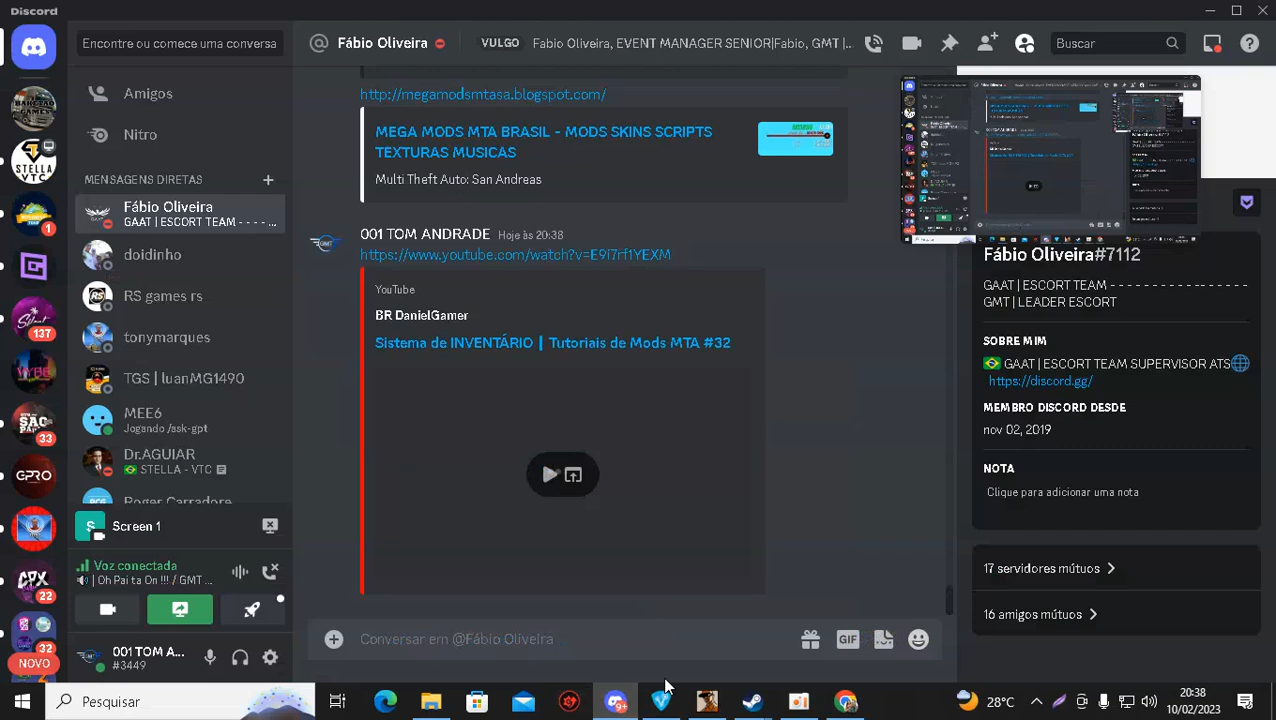 Discord
Encontre ou comece uma conversa
Fábio Oliveira
VULGO
Fabio Oliveira, EVENT MANAGER SENIOR|Fabio, GMT |...
Buscar
Amigos
Nitro
MENSAGENS DIRETAS
Fábio Oliveira
GAAT | ESCORT TEAM - - - - - ...
doidinho
RS games rs
tonymarques
TGS | luanMG1490
MEE6
Jogando /ask-gpt
Dr.AGUIAR
STELLA - VTC
Roger Carradore
Screen 1
Voz conectada
| Oh Pai ta On !!! / GMT ...
001 TOM A...
#3449
1
137
33
22
32
NOVO
MEGA MODS MTA BRASIL - MODS SKINS SCRIPTS
TEXTURAS MUSICAS
Multi Theft Auto: San Andreas
001 TOM ANDRADE Hoje às 20:38
https://www.youtube.com/watch?v=E9I7rf1YEXM
YouTube
BR DanielGamer
Sistema de INVENTÁRIO | Tutoriais de Mods MTA #32
Conversar em @Fábio Oliveira
GIF
Fábio Oliveira#7112
GAAT | ESCORT TEAM - - - - - - - - - - - - - - - - - - -
GMT | LEADER ESCORT
SOBRE MIM
GAAT | ESCORT TEAM SUPERVISOR ATS
https://discord.gg/
MEMBRO DISCORD DESDE
nov 02, 2019
NOTA
Clique para adicionar uma nota
17 servidores mútuos
16 amigos mútuos
Pesquisar
28°C
20:38
10/02/2023